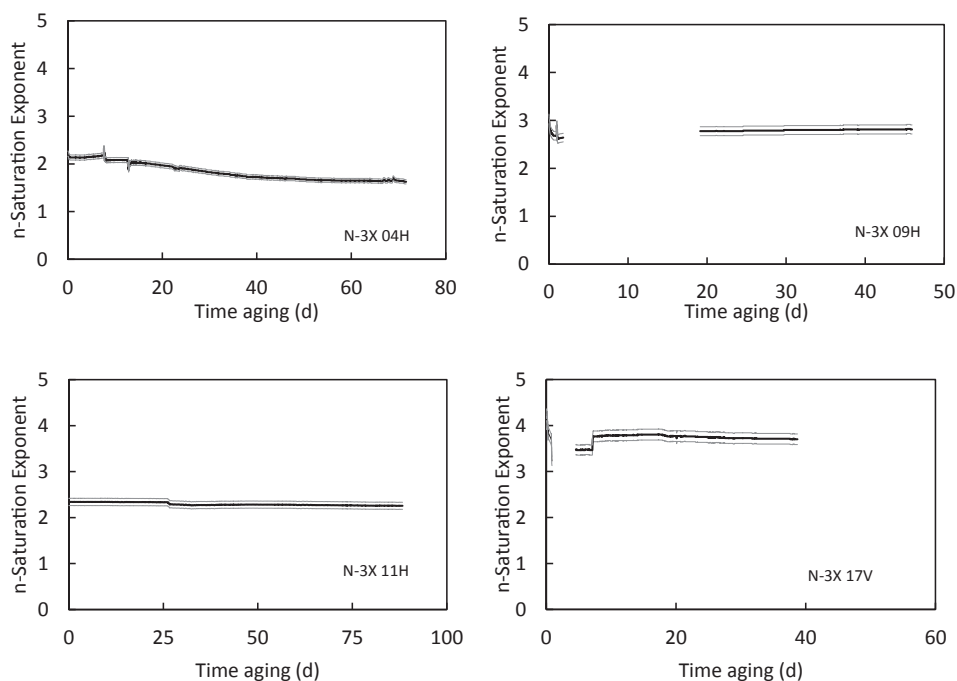 5
4
3
2
1
0
n-Saturation Exponent
N-3X 04H
0 20 40 60 80
Time aging (d)
5
4
3
2
1
0
n-Saturation Exponent
N-3X 09H
0 10 20 30 40 50
Time aging (d)
5
4
3
2
1
0
n-Saturation Exponent
N-3X 11H
0 25 50 75 100
Time aging (d)
5
4
3
2
1
0
n-Saturation Exponent
N-3X 17V
0 20 40 60
Time aging (d)